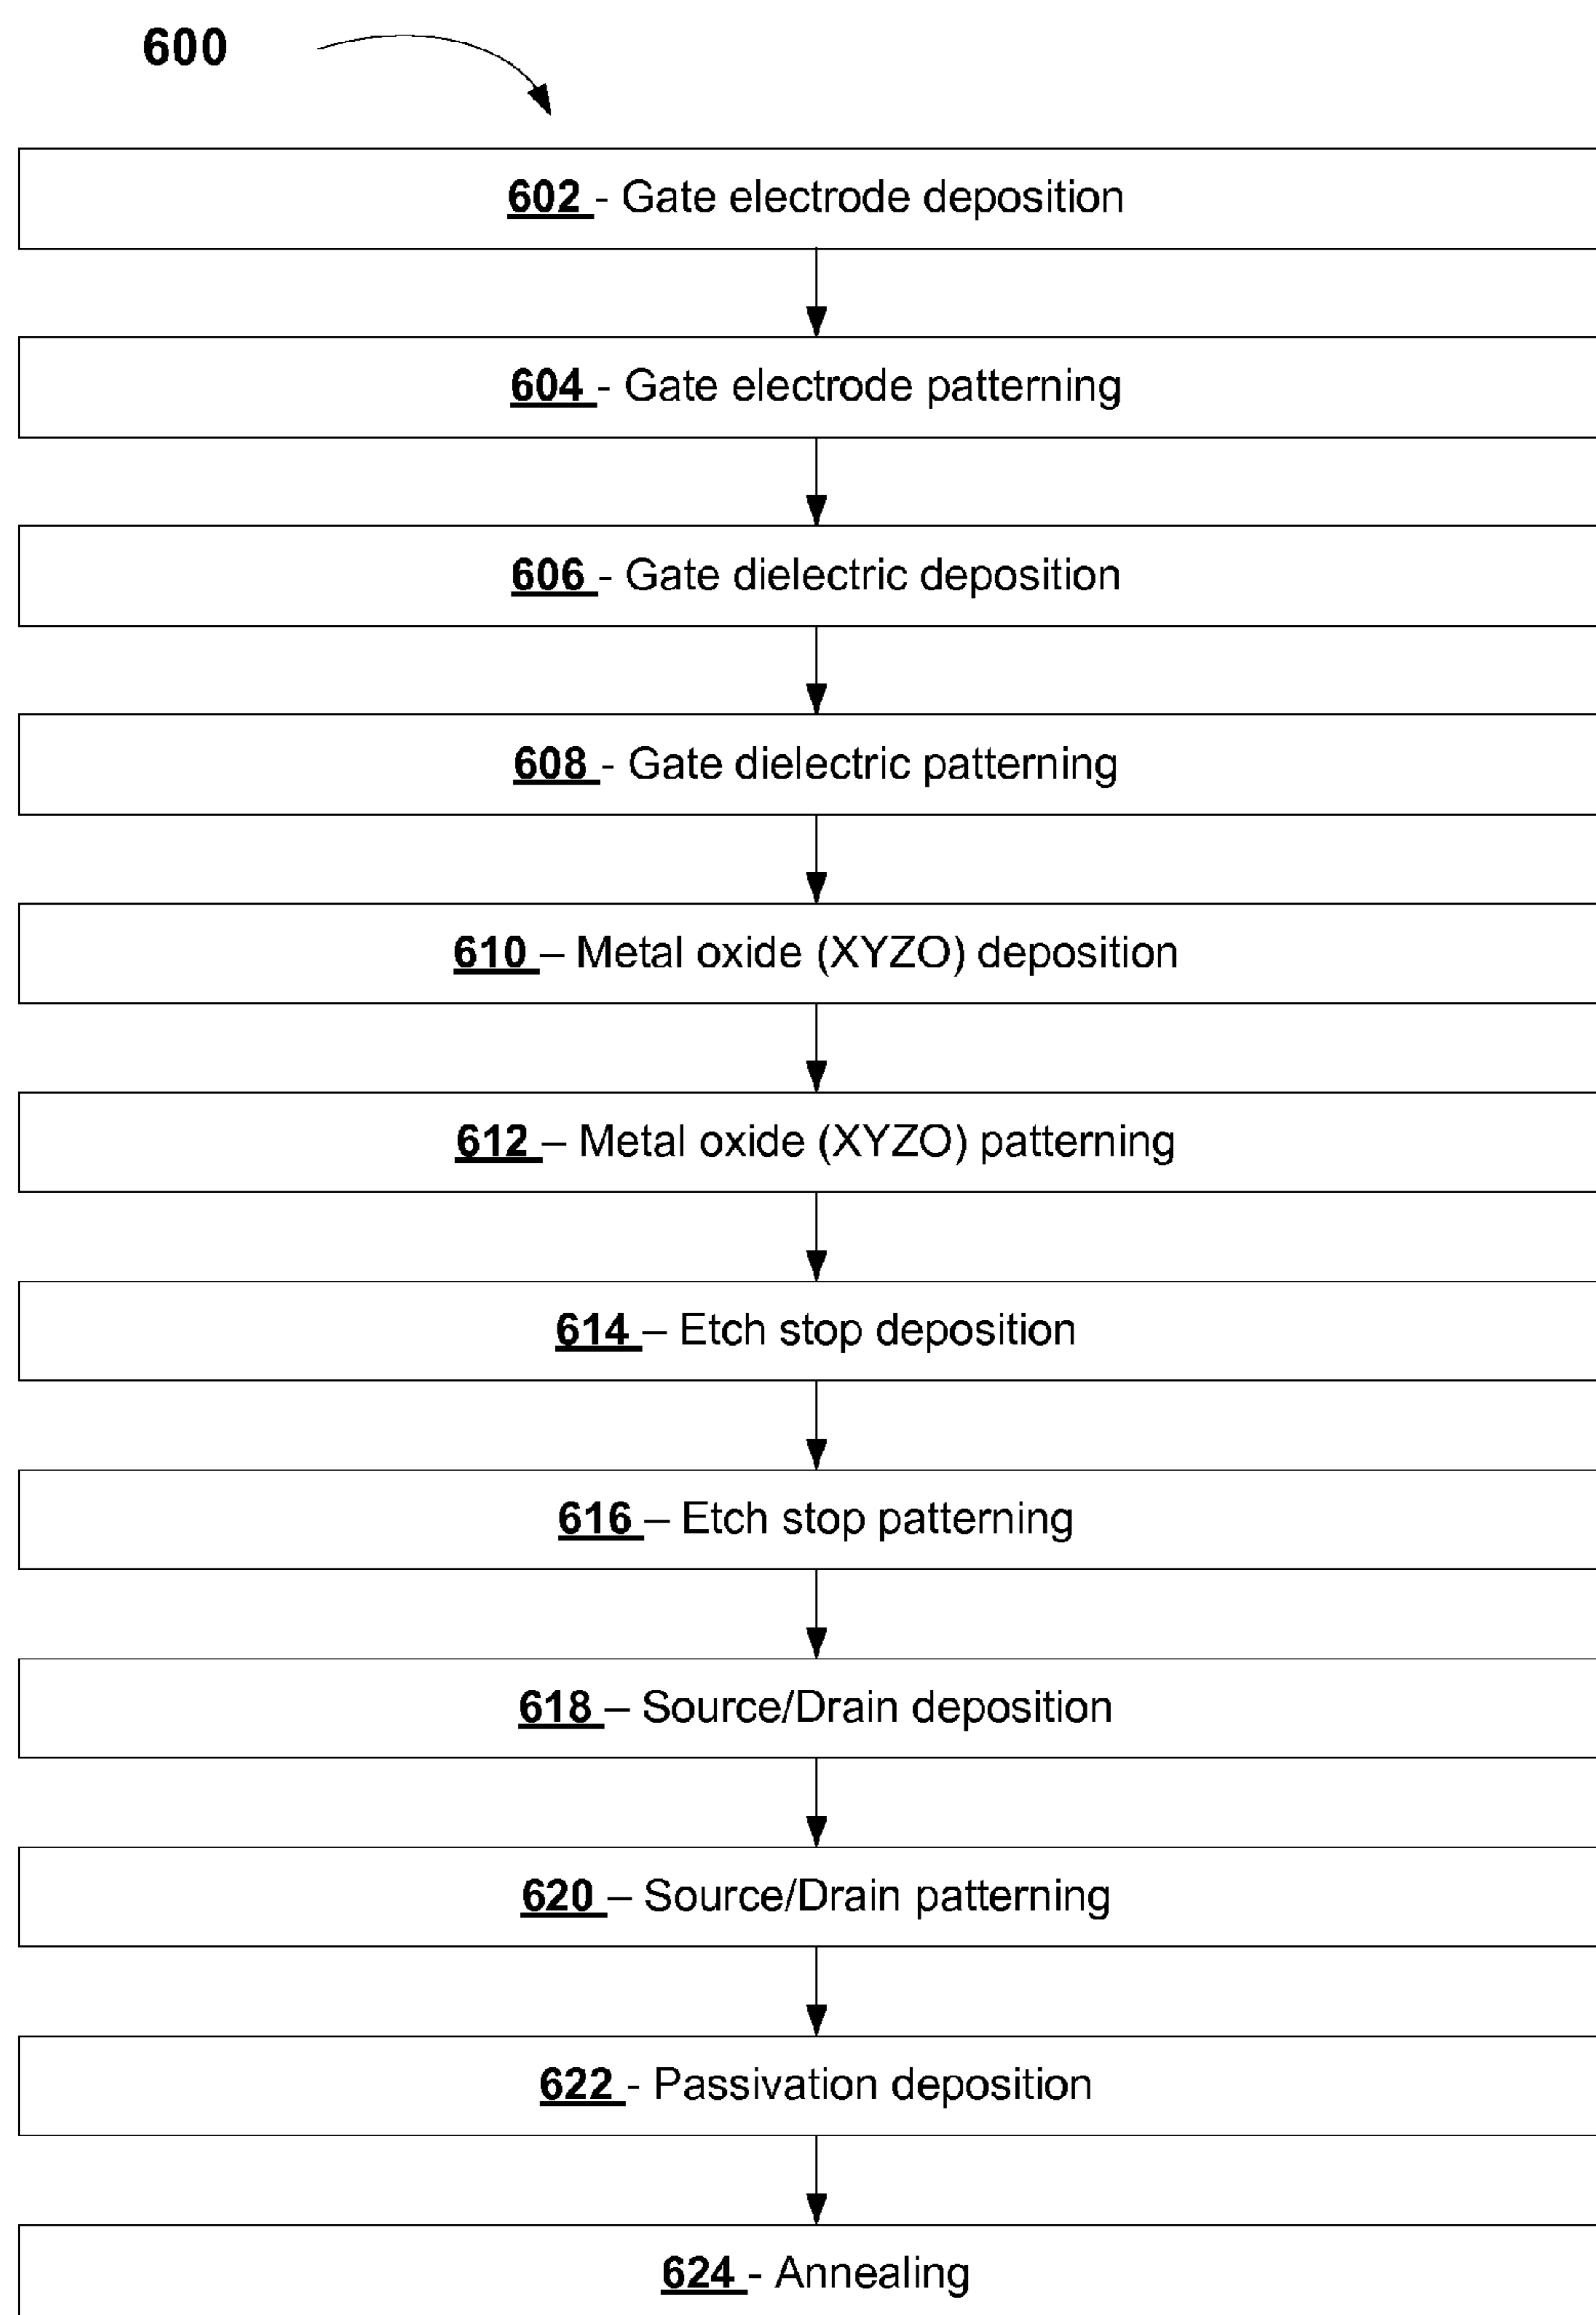 600
602 - Gate electrode deposition
604 - Gate electrode patterning
606 - Gate dielectric deposition
608 - Gate dielectric patterning
610 – Metal oxide (XYZO) deposition
612 – Metal oxide (XYZO) patterning
614 – Etch stop deposition
616 – Etch stop patterning
618 – Source/Drain deposition
620 – Source/Drain patterning
622 - Passivation deposition
624 - Annealing